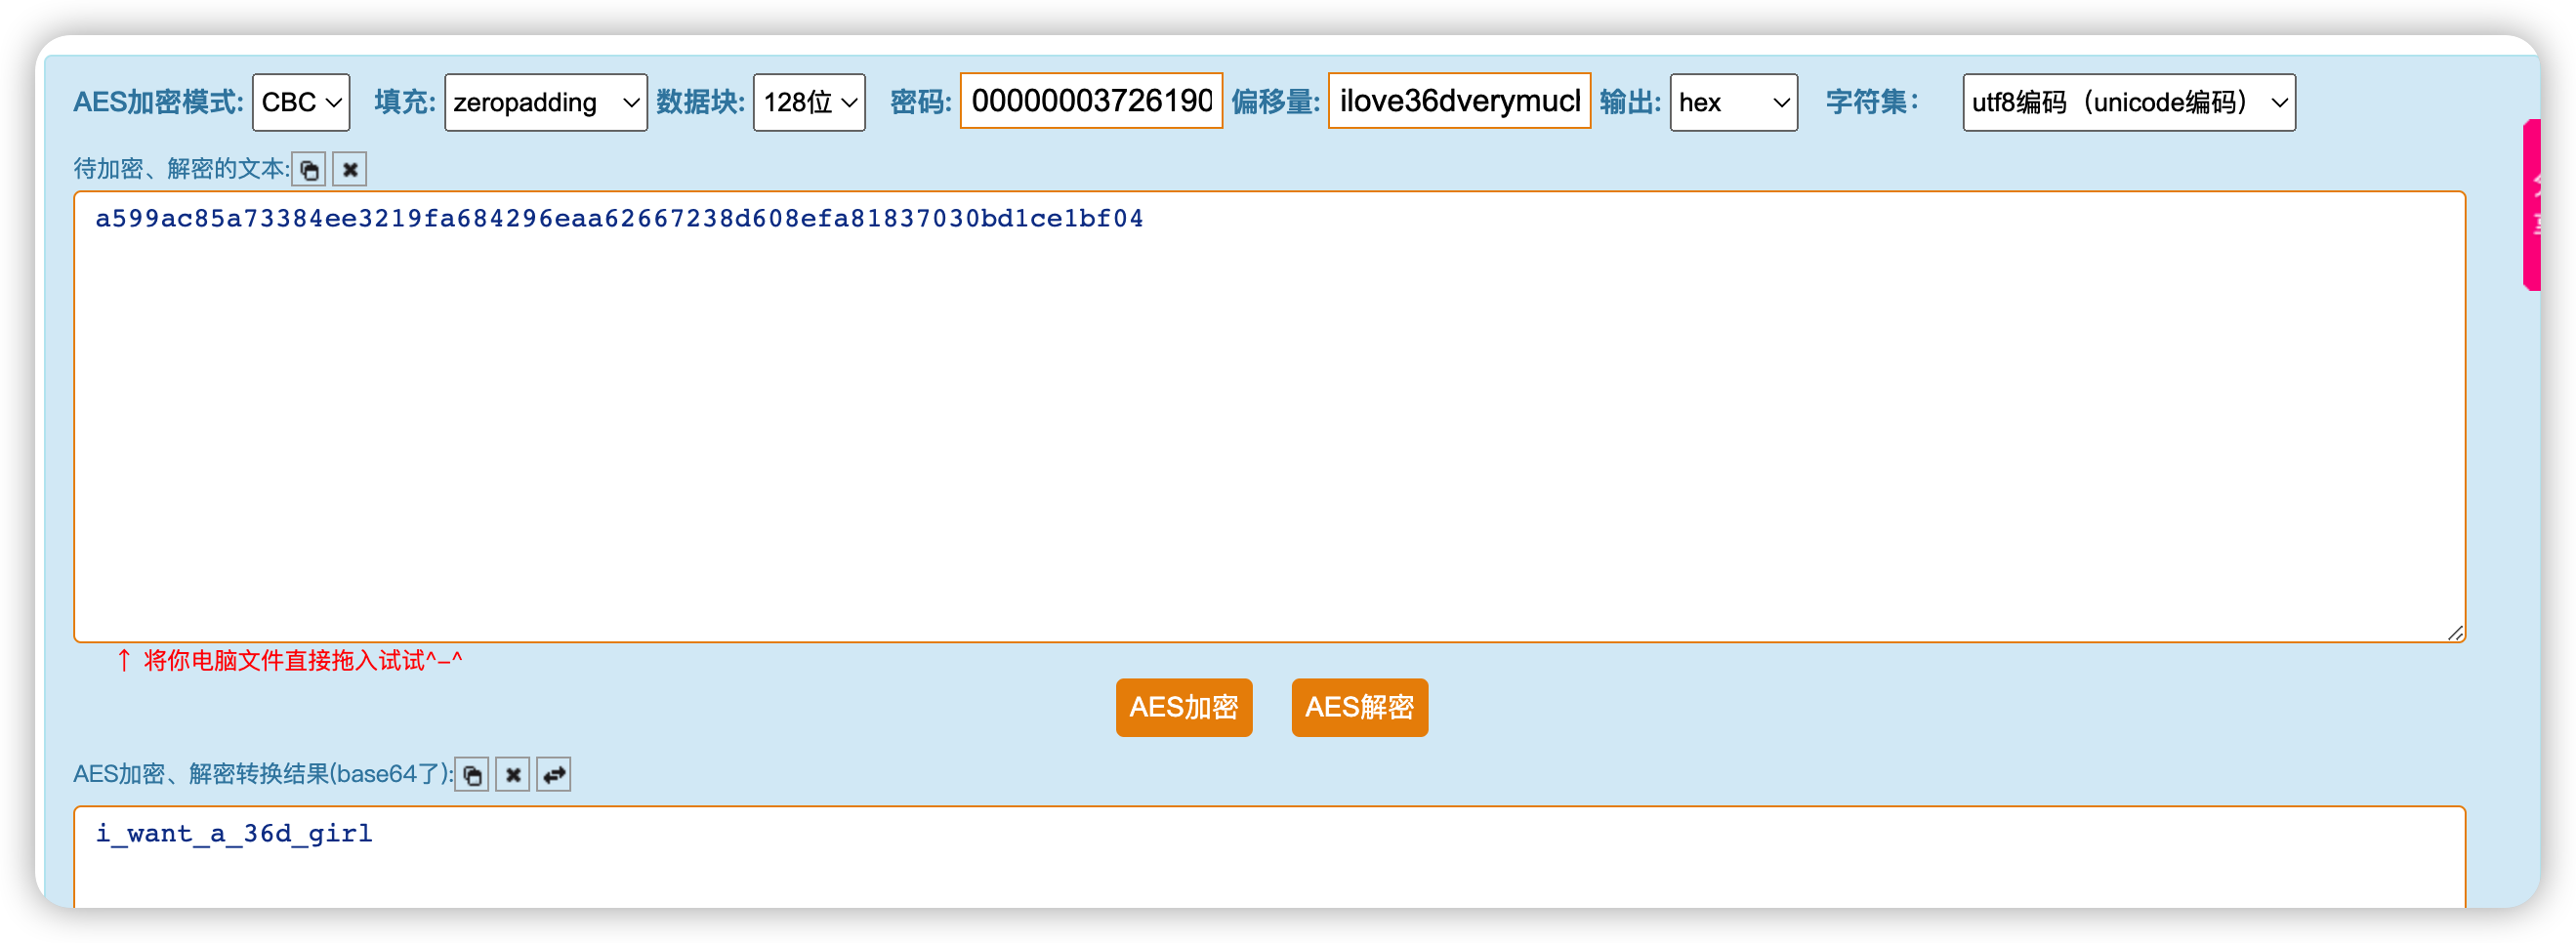 AES加密模式: CBC 填充: zeropadding 数据块: 128位 密码: 00000003726190 偏移量: ilove36dverymucl 输出: hex 字符集: utf8编码（unicode编码）
待加密、解密的文本:
a599ac85a73384ee3219fa684296eaa62667238d608efa81837030bd1ce1bf04
↑ 将你电脑文件直接拖入试试^-^
AES加密 AES解密
AES加密、解密转换结果(base64了):
i_want_a_36d_girl